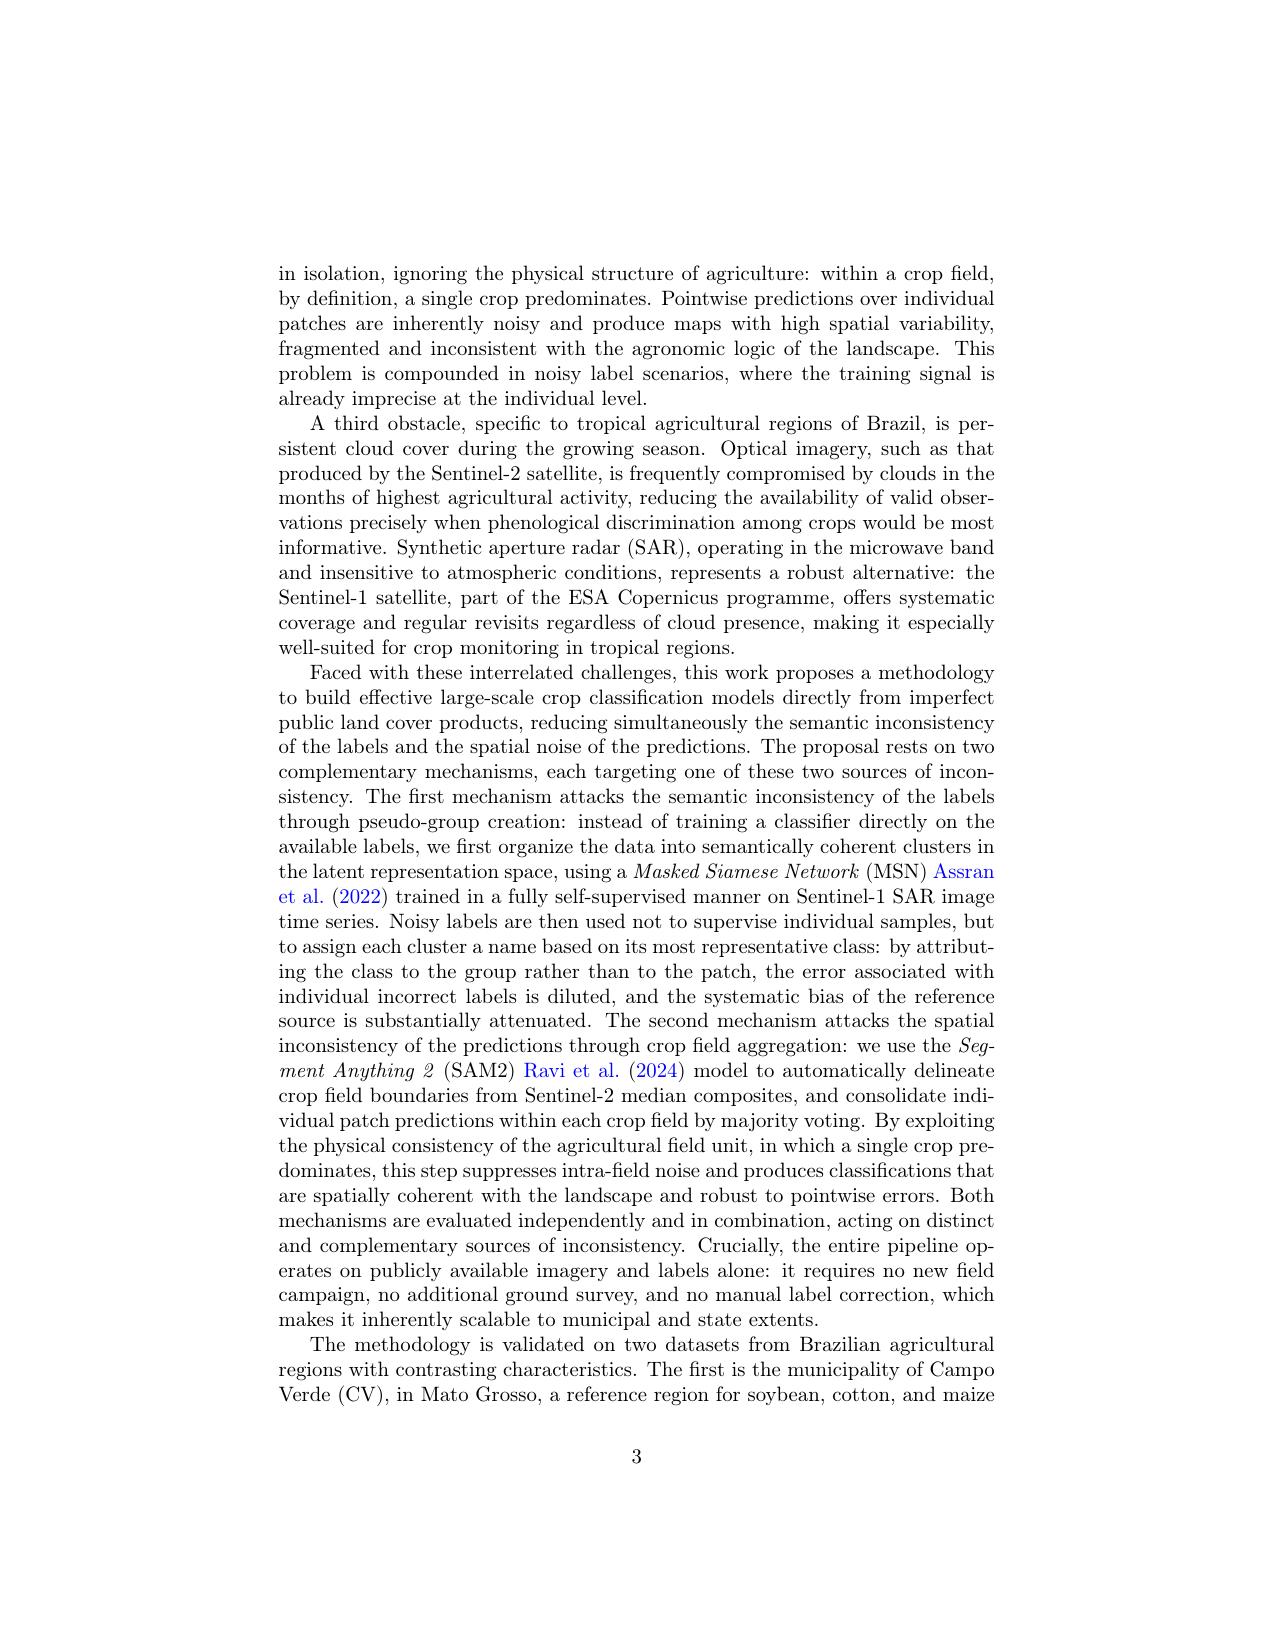 in isolation, ignoring the physical structure of agriculture: within a crop field,
by definition, a single crop predominates. Pointwise predictions over individual
patches are inherently noisy and produce maps with high spatial variability,
fragmented and inconsistent with the agronomic logic of the landscape. This
problem is compounded in noisy label scenarios, where the training signal is
already imprecise at the individual level.
A third obstacle, specific to tropical agricultural regions of Brazil, is per-
sistent cloud cover during the growing season. Optical imagery, such as that
produced by the Sentinel-2 satellite, is frequently compromised by clouds in the
months of highest agricultural activity, reducing the availability of valid obser-
vations precisely when phenological discrimination among crops would be most
informative. Synthetic aperture radar (SAR), operating in the microwave band
and insensitive to atmospheric conditions, represents a robust alternative: the
Sentinel-1 satellite, part of the ESA Copernicus programme, offers systematic
coverage and regular revisits regardless of cloud presence, making it especially
well-suited for crop monitoring in tropical regions.
Faced with these interrelated challenges, this work proposes a methodology
to build effective large-scale crop classification models directly from imperfect
public land cover products, reducing simultaneously the semantic inconsistency
of the labels and the spatial noise of the predictions. The proposal rests on two
complementary mechanisms, each targeting one of these two sources of incon-
sistency. The first mechanism attacks the semantic inconsistency of the labels
through pseudo-group creation: instead of training a classifier directly on the
available labels, we first organize the data into semantically coherent clusters in
the latent representation space, using a Masked Siamese Network (MSN) Assran
et al. (2022) trained in a fully self-supervised manner on Sentinel-1 SAR image
time series. Noisy labels are then used not to supervise individual samples, but
to assign each cluster a name based on its most representative class: by attribut-
ing the class to the group rather than to the patch, the error associated with
individual incorrect labels is diluted, and the systematic bias of the reference
source is substantially attenuated. The second mechanism attacks the spatial
inconsistency of the predictions through crop field aggregation: we use the Seg-
ment Anything 2 (SAM2) Ravi et al. (2024) model to automatically delineate
crop field boundaries from Sentinel-2 median composites, and consolidate indi-
vidual patch predictions within each crop field by majority voting. By exploiting
the physical consistency of the agricultural field unit, in which a single crop pre-
dominates, this step suppresses intra-field noise and produces classifications that
are spatially coherent with the landscape and robust to pointwise errors. Both
mechanisms are evaluated independently and in combination, acting on distinct
and complementary sources of inconsistency. Crucially, the entire pipeline op-
erates on publicly available imagery and labels alone: it requires no new field
campaign, no additional ground survey, and no manual label correction, which
makes it inherently scalable to municipal and state extents.
The methodology is validated on two datasets from Brazilian agricultural
regions with contrasting characteristics. The first is the municipality of Campo
Verde (CV), in Mato Grosso, a reference region for soybean, cotton, and maize
3